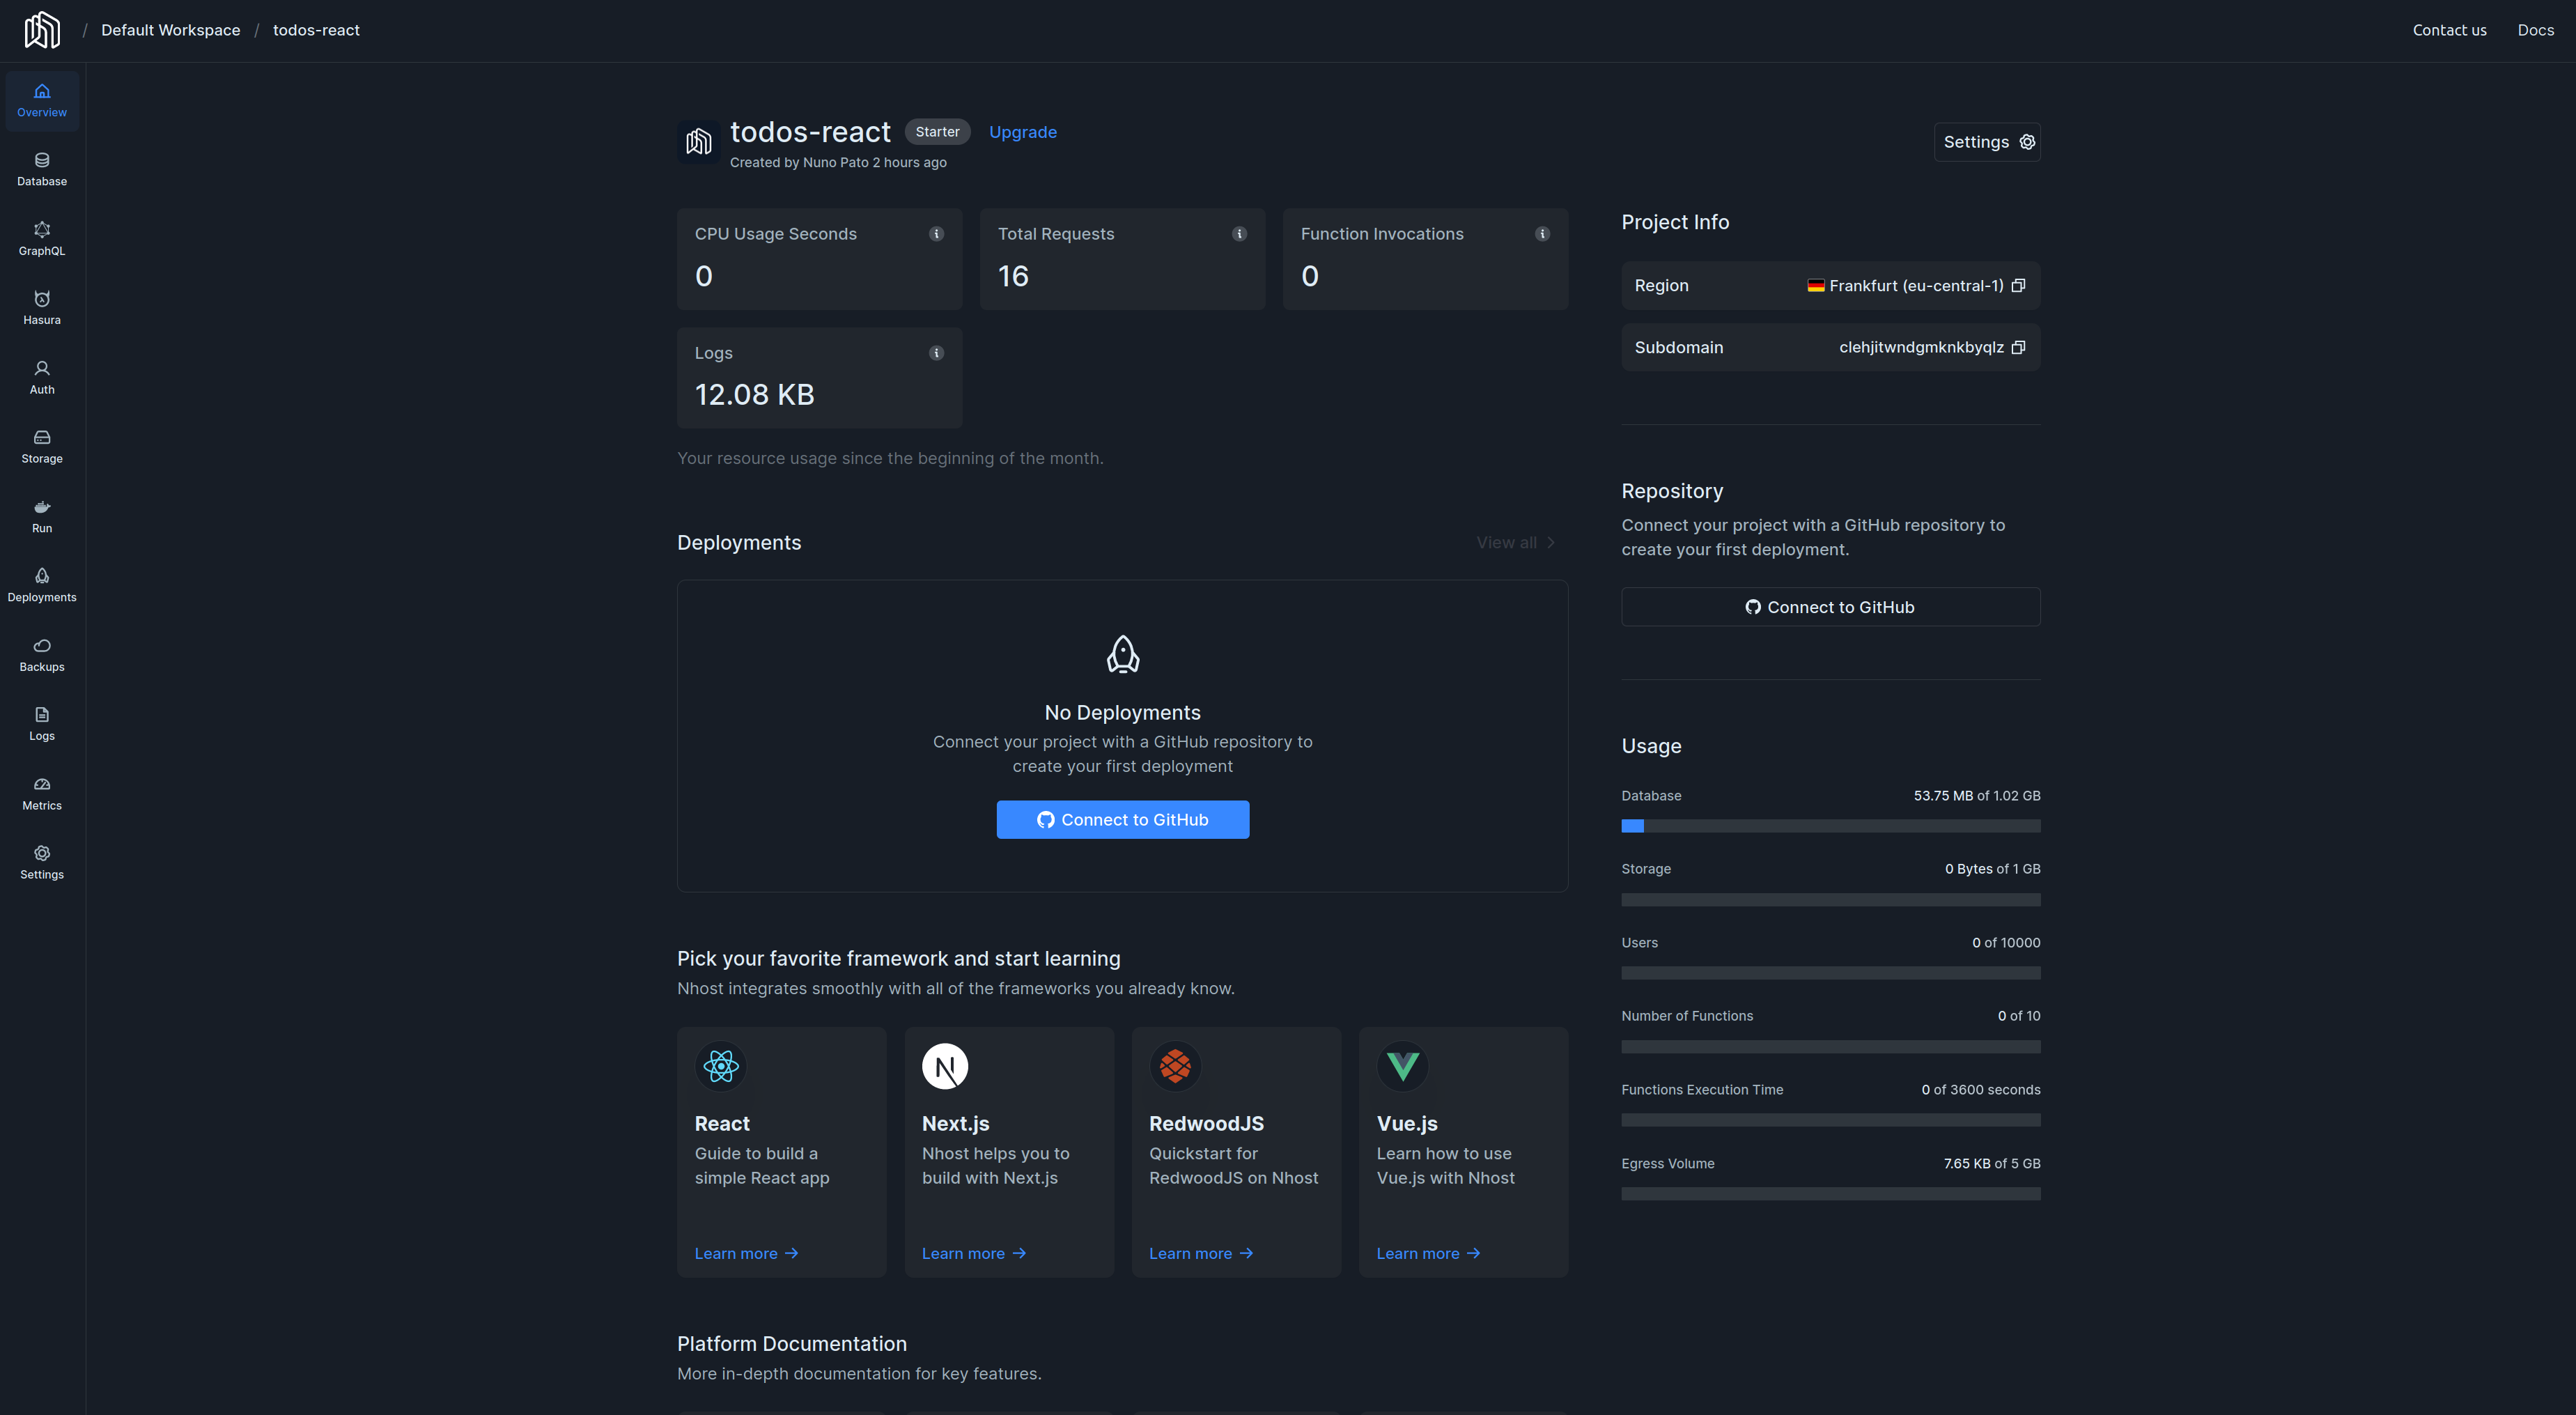 / Default Workspace / todos-react
Contact us
Docs
Overview
Database
GraphQL
Hasura
Auth
Storage
Run
Deployments
Backups
Logs
Metrics
Settings
todos-react
Starter
Upgrade
Created by Nuno Pato 2 hours ago
Settings
CPU Usage Seconds
0
Total Requests
16
Function Invocations
0
Logs
12.08 KB
Your resource usage since the beginning of the month.
Deployments
View all
No Deployments
Connect your project with a GitHub repository to
create your first deployment
Connect to GitHub
Pick your favorite framework and start learning
Nhost integrates smoothly with all of the frameworks you already know.
React
Guide to build a
simple React app
Learn more
Next.js
Nhost helps you to
build with Next.js
Learn more
RedwoodJS
Quickstart for
RedwoodJS on Nhost
Learn more
Vue.js
Learn how to use
Vue.js with Nhost
Learn more
Platform Documentation
More in-depth documentation for key features.
Project Info
Region
Frankfurt (eu-central-1)
Subdomain
clehjitwndgmknkbyqlz
Repository
Connect your project with a GitHub repository to
create your first deployment.
Connect to GitHub
Usage
Database
53.75 MB of 1.02 GB
Storage
0 Bytes of 1 GB
Users
0 of 10000
Number of Functions
0 of 10
Functions Execution Time
0 of 3600 seconds
Egress Volume
7.65 KB of 5 GB